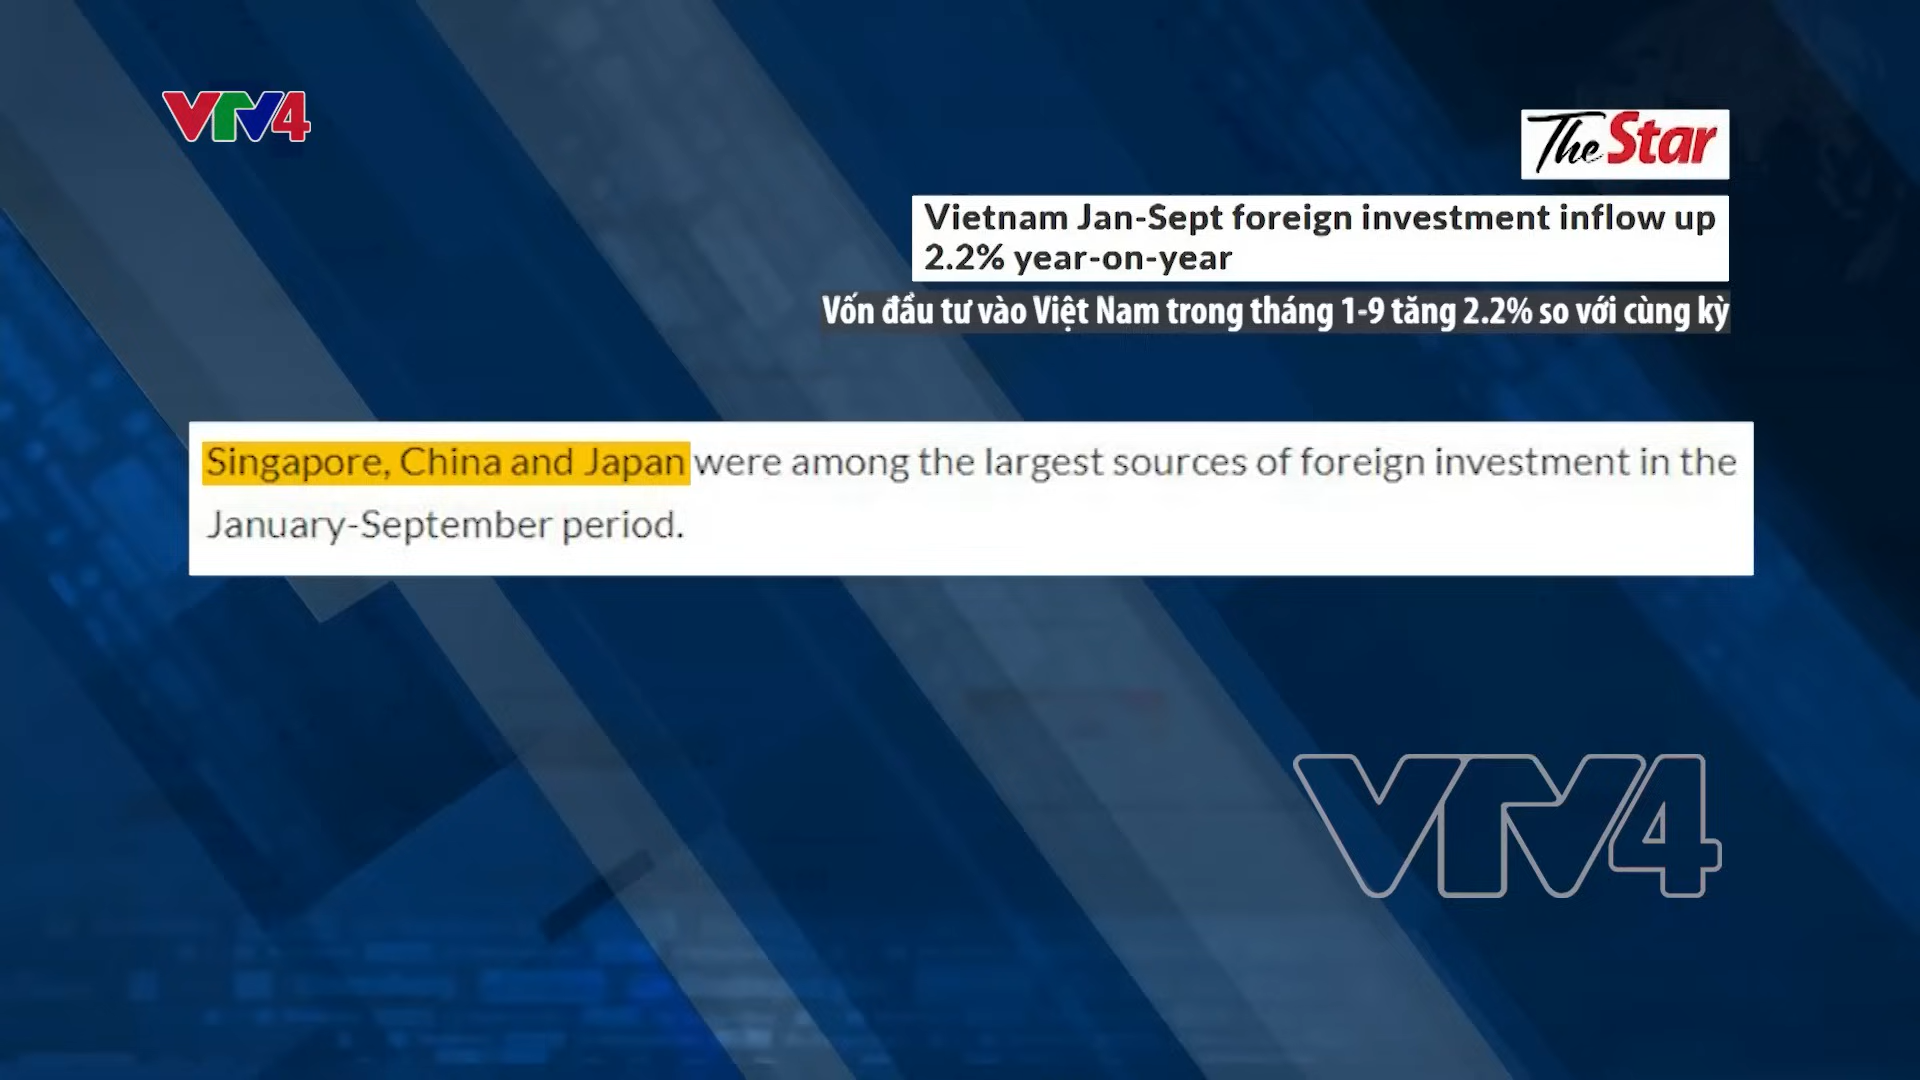 VTV4
The Star
Vietnam Jan-Sept foreign investment inflow up
2.2% year-on-year
Vốn đầu tư vào Việt Nam trong tháng 1-9 tăng 2.2% so với cùng kỳ
Singapore, China and Japan were among the largest sources of foreign investment in the
January-September period.
VTV4